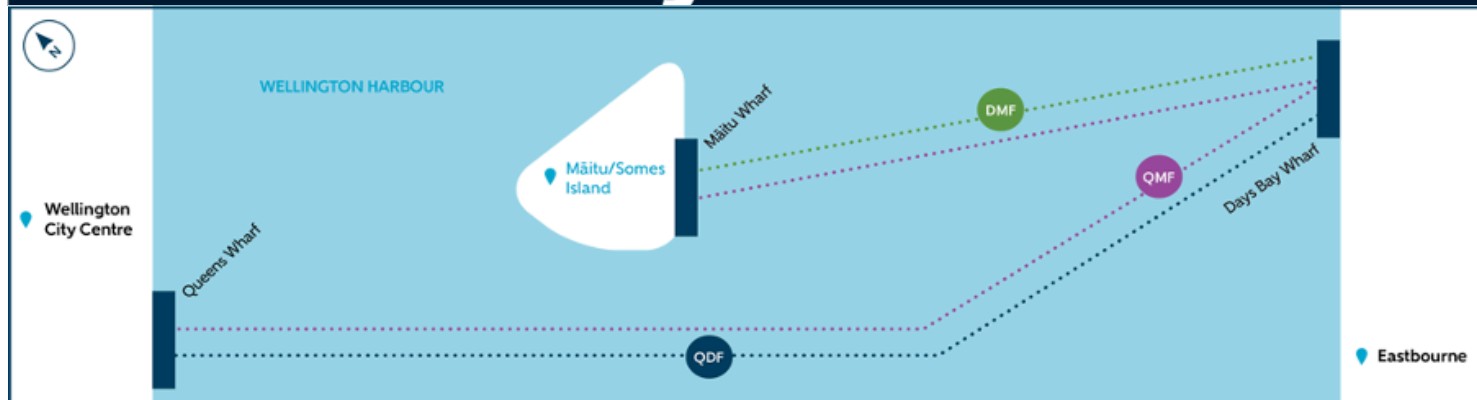 N
WELLINGTON HARBOUR
Māitu Wharf
DMF
Māitu/Somes
Island
QMF
Days Bay Wharf
Wellington
City Centre
Queens Wharf
QDF
Eastbourne